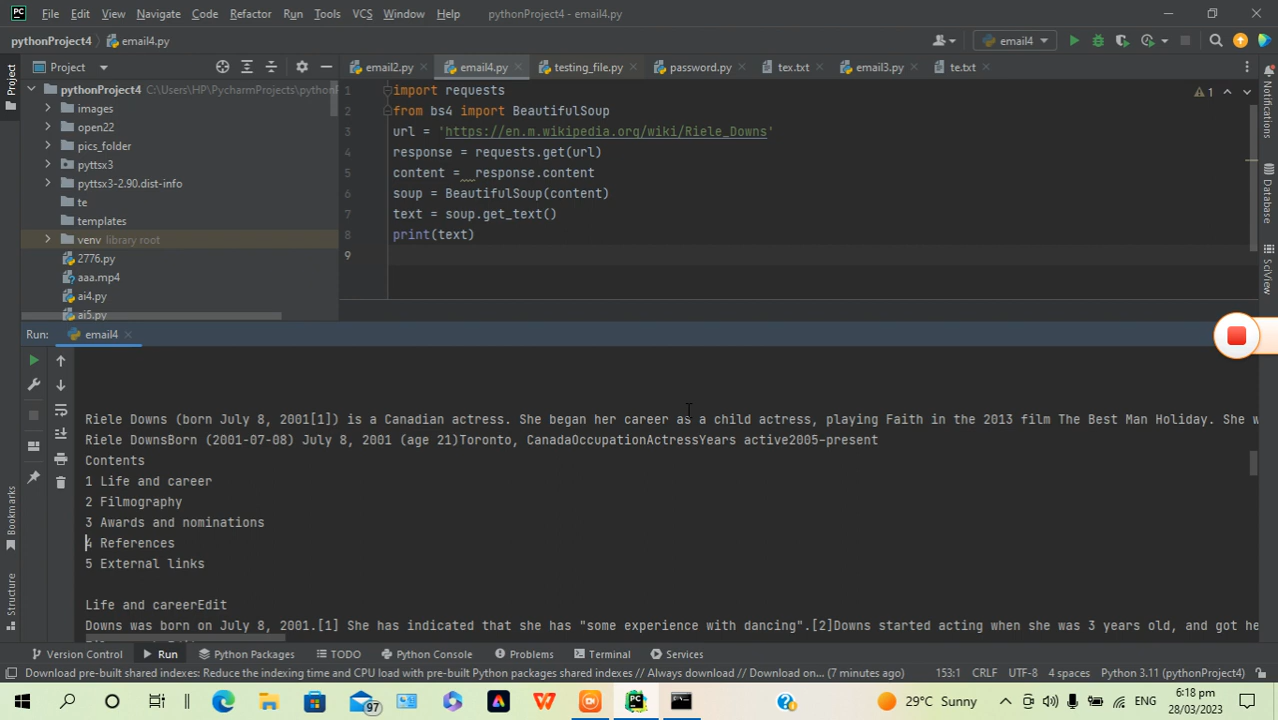 PC File Edit View Navigate Code Refactor Run Tools VCS Window Help pythonProject4 - email4.py
pythonProject4 email4.py email4
Project email2.py email4.py testing_file.py password.py tex.txt email3.py te.txt
Project
pythonProject4 C:\Users\HP\PycharmProjects\python
images
open22
pics_folder
pyttsx3
pyttsx3-2.90.dist-info
te
templates
venv library root
2776.py
aaa.mp4
ai4.py
ai5.py
1 import requests
2 from bs4 import BeautifulSoup
3 url = 'https://en.m.wikipedia.org/wiki/Riele_Downs'
4 response = requests.get(url)
5 content =  response.content
6 soup = BeautifulSoup(content)
7 text = soup.get_text()
8 print(text)
9
1
Notifications
Database
SciView
Run: email4
Riele Downs (born July 8, 2001[1]) is a Canadian actress. She began her career as a child actress, playing Faith in the 2013 film The Best Man Holiday. She w
Riele DownsBorn (2001-07-08) July 8, 2001 (age 21)Toronto, CanadaOccupationActressYears active2005-present
Contents
1 Life and career
2 Filmography
3 Awards and nominations
4 References
5 External links
Life and careerEdit
Downs was born on July 8, 2001.[1] She has indicated that she has "some experience with dancing".[2]Downs started acting when she was 3 years old, and got he
Bookmarks
Structure
Version Control Run Python Packages TODO Python Console Problems Terminal Services
Download pre-built shared indexes: Reduce the indexing time and CPU load with pre-built Python packages shared indexes // Always download // Download on... (7 minutes ago) 153:1 CRLF UTF-8 4 spaces Python 3.11 (pythonProject4)
97 29°C Sunny ENG 6:18 pm
28/03/2023